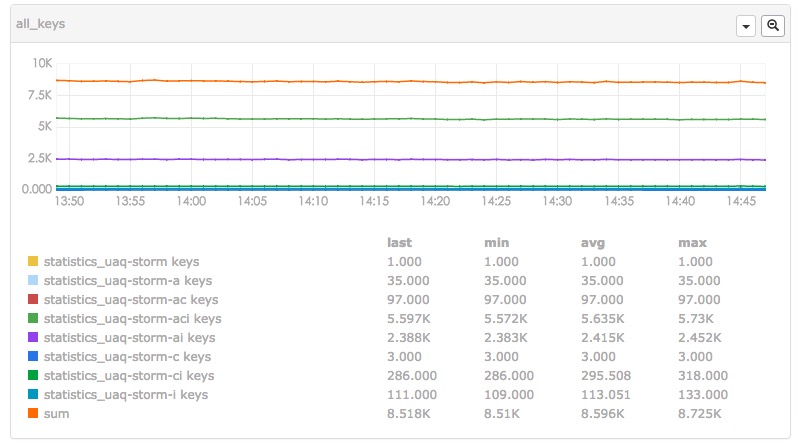 all_keys
10K
7.5K
5K
2.5K
0.000
13:50 13:55 14:00 14:05 14:10 14:15 14:20 14:25 14:30 14:35 14:40 14:45
last min avg max
statistics_uaq-storm keys 1.000 1.000 1.000 1.000
statistics_uaq-storm-a keys 35.000 35.000 35.000 35.000
statistics_uaq-storm-ac keys 97.000 97.000 97.000 97.000
statistics_uaq-storm-aci keys 5.597K 5.572K 5.635K 5.73K
statistics_uaq-storm-ai keys 2.388K 2.383K 2.415K 2.452K
statistics_uaq-storm-c keys 3.000 3.000 3.000 3.000
statistics_uaq-storm-ci keys 286.000 286.000 295.508 318.000
statistics_uaq-storm-i keys 111.000 109.000 113.051 133.000
sum 8.518K 8.51K 8.596K 8.725K